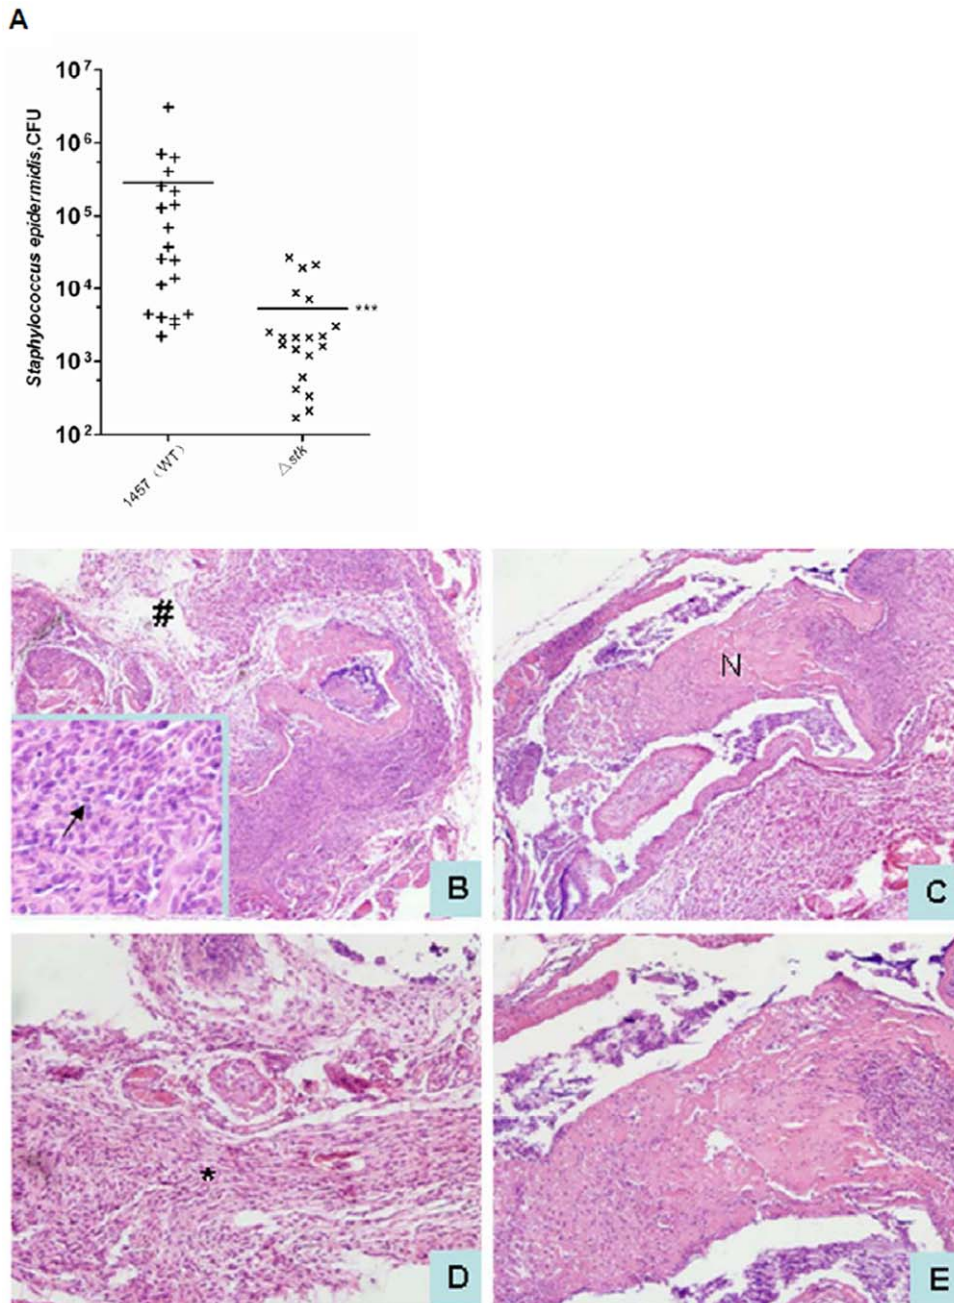 A
Staphylococcus epidermidis,CFU
10⁷
10⁶
10⁵
10⁴
10³
10²
***
1457（WT）
△stk
#
B
N
C
*
D
E